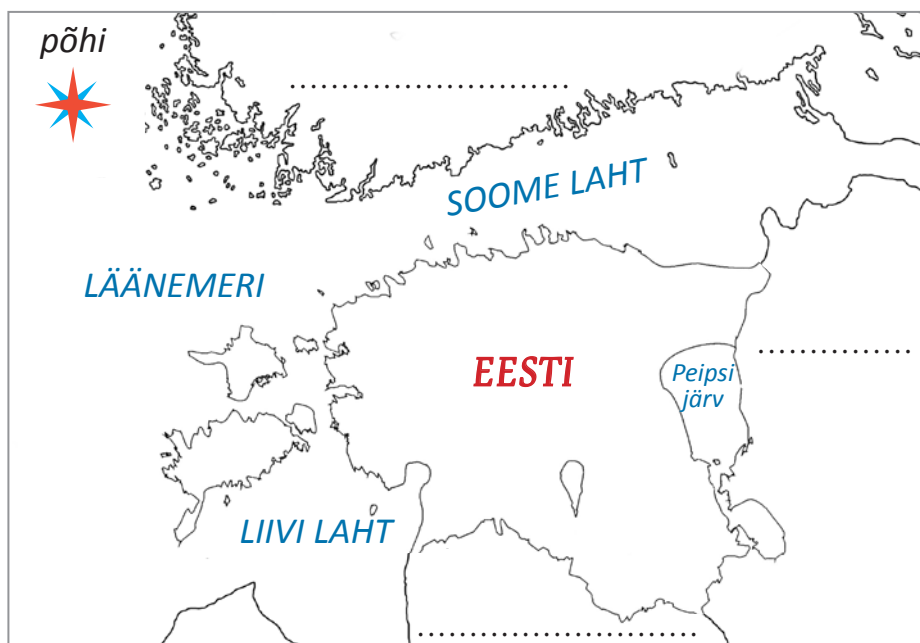 põhi
SOOME LAHT
LÄÄNEMERI
EESTI
Peipsi
järv
LIIVI LAHT